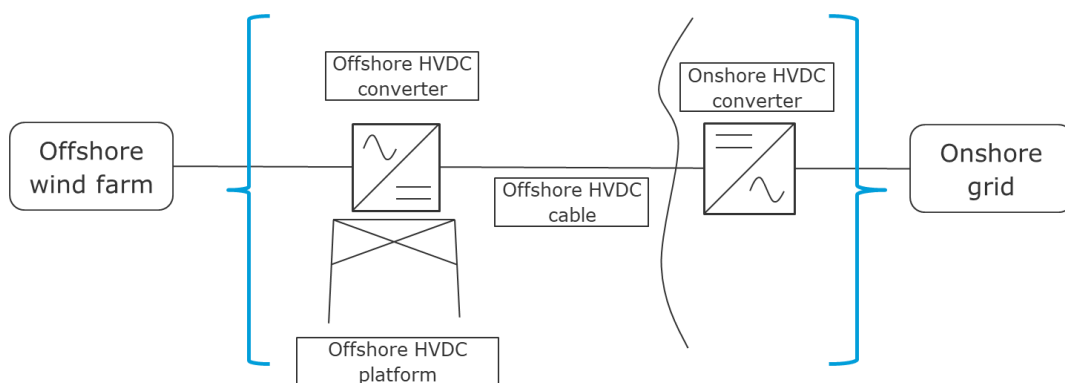 Offshore
wind farm
Offshore HVDC
converter
Offshore HVDC
platform
Offshore HVDC
cable
Onshore HVDC
converter
Onshore
grid